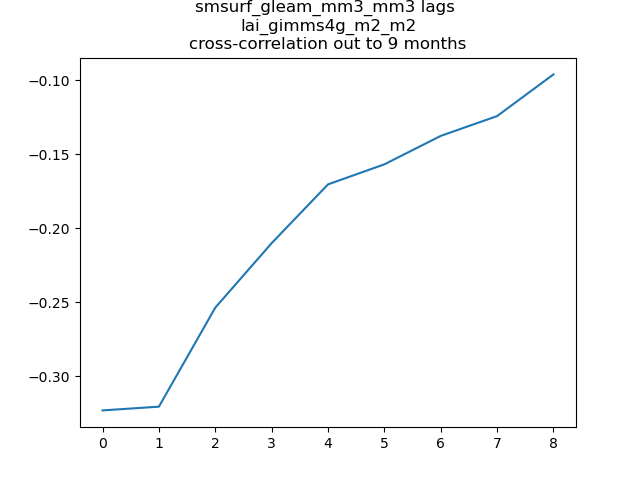 smsurf_gleam_mm3_mm3 lags
lai_gimms4g_m2_m2
cross-correlation out to 9 months
−0.10
−0.15
−0.20
−0.25
−0.30
0 1 2 3 4 5 6 7 8